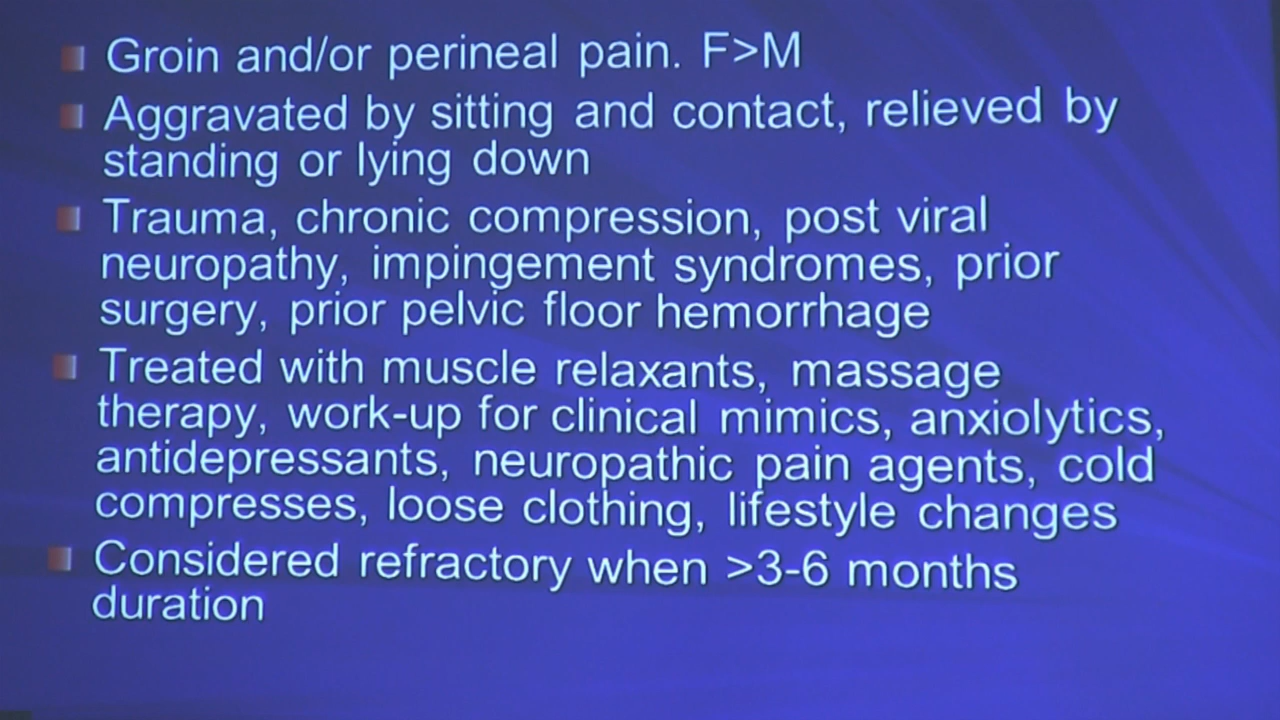 Groin and/or perineal pain. F>M
Aggravated by sitting and contact, relieved by
standing or lying down
Trauma, chronic compression, post viral
neuropathy, impingement syndromes, prior
surgery, prior pelvic floor hemorrhage
Treated with muscle relaxants, massage
therapy, work-up for clinical mimics, anxiolytics,
antidepressants, neuropathic pain agents, cold
compresses, loose clothing, lifestyle changes
Considered refractory when >3-6 months
duration